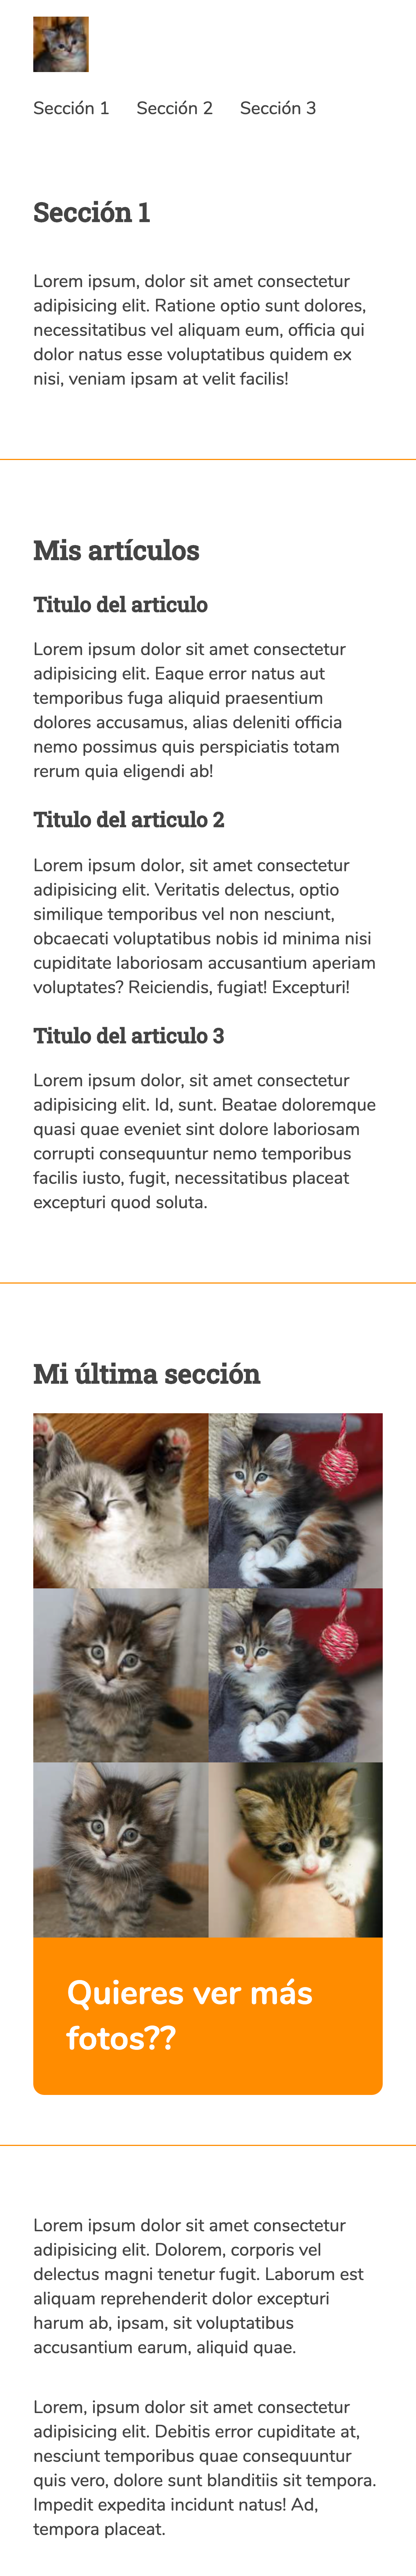 Sección 1 Sección 2 Sección 3
Sección 1
Lorem ipsum, dolor sit amet consectetur
adipisicing elit. Ratione optio sunt dolores,
necessitatibus vel aliquam eum, officia qui
dolor natus esse voluptatibus quidem ex
nisi, veniam ipsam at velit facilis!
Mis artículos
Titulo del articulo
Lorem ipsum dolor sit amet consectetur
adipisicing elit. Eaque error natus aut
temporibus fuga aliquid praesentium
dolores accusamus, alias deleniti officia
nemo possimus quis perspiciatis totam
rerum quia eligendi ab!
Titulo del articulo 2
Lorem ipsum dolor, sit amet consectetur
adipisicing elit. Veritatis delectus, optio
similique temporibus vel non nesciunt,
obcaecati voluptatibus nobis id minima nisi
cupiditate laboriosam accusantium aperiam
voluptates? Reiciendis, fugiat! Excepturi!
Titulo del articulo 3
Lorem ipsum dolor, sit amet consectetur
adipisicing elit. Id, sunt. Beatae doloremque
quasi quae eveniet sint dolore laboriosam
corrupti consequuntur nemo temporibus
facilis iusto, fugit, necessitatibus placeat
excepturi quod soluta.
Mi última sección
Quieres ver más
fotos??
Lorem ipsum dolor sit amet consectetur
adipisicing elit. Dolorem, corporis vel
delectus magni tenetur fugit. Laborum est
aliquam reprehenderit dolor excepturi
harum ab, ipsam, sit voluptatibus
accusantium earum, aliquid quae.
Lorem, ipsum dolor sit amet consectetur
adipisicing elit. Debitis error cupiditate at,
nesciunt temporibus quae consequuntur
quis vero, dolore sunt blanditiis sit tempora.
Impedit expedita incidunt natus! Ad,
tempora placeat.